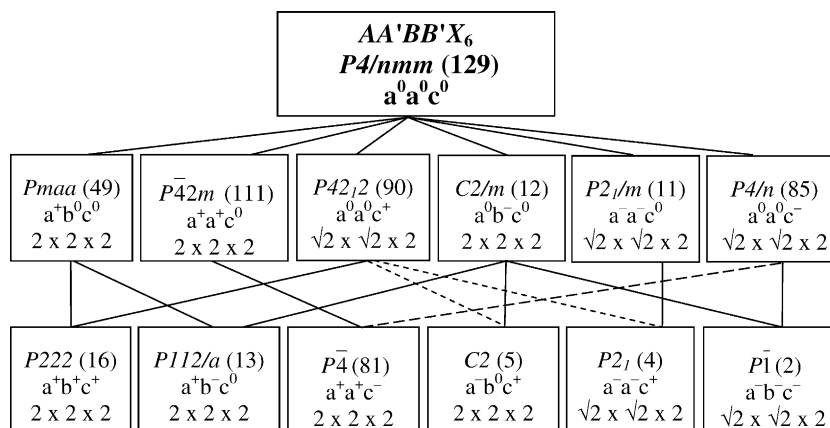 AA'BB'X₆
P4/nmm (129)
a⁰a⁰c⁰
Pmaa (49)
a⁺b⁰c⁰
2 x 2 x 2
P4̅2m (111)
a⁺a⁺c⁰
2 x 2 x 2
P42₁2 (90)
a⁰a⁰c⁺
√2 x √2 x 2
C2/m (12)
a⁰b⁻c⁰
2 x 2 x 2
P2₁/m (11)
a⁻a⁻c⁰
√2 x √2 x 2
P4/n (85)
a⁰a⁰c⁻
√2 x √2 x 2
P222 (16)
a⁺b⁺c⁺
2 x 2 x 2
P112/a (13)
a⁺b⁻c⁰
2 x 2 x 2
P4̅ (81)
a⁺a⁺c⁻
2 x 2 x 2
C2 (5)
a⁻b⁰c⁺
2 x 2 x 2
P2₁ (4)
a⁻a⁻c⁺
√2 x √2 x 2
P1̅ (2)
a⁻b⁻c⁻
√2 x √2 x 2